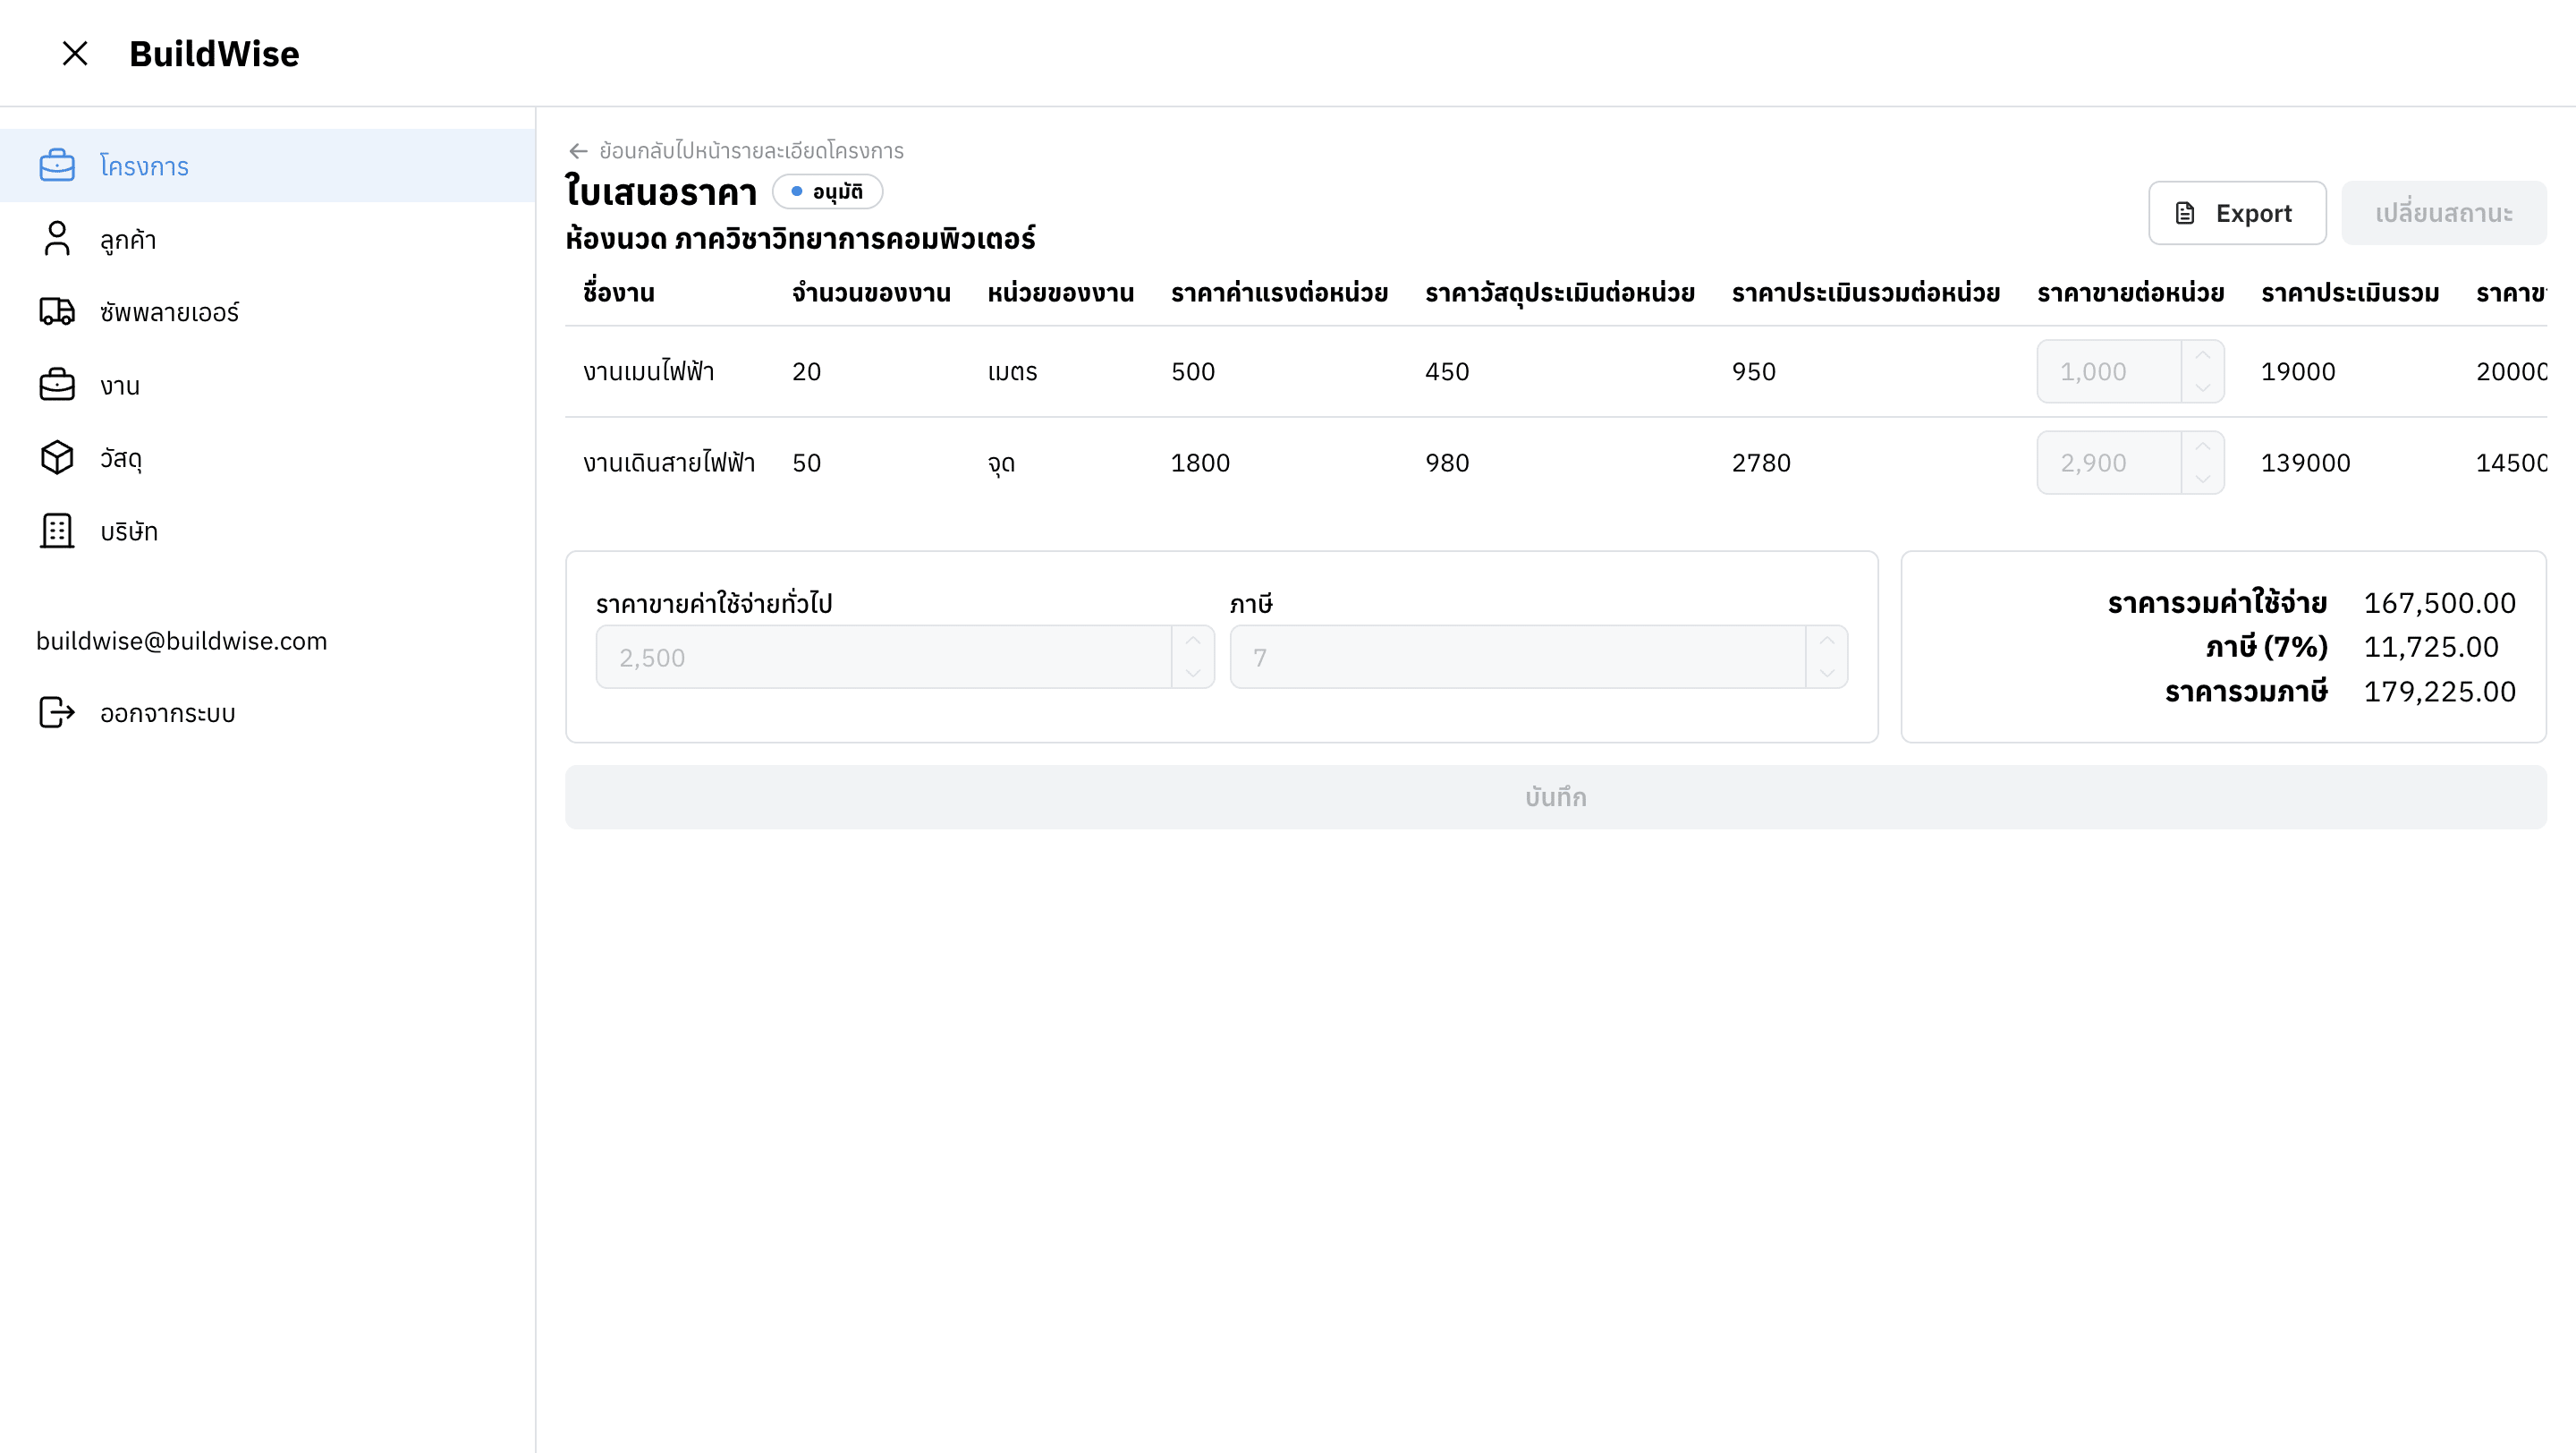 BuildWise
โครงการ
ลูกค้า
ซัพพลายเออร์
งาน
วัสดุ
บริษัท
buildwise@buildwise.com
ออกจากระบบ
ย้อนกลับไปหน้ารายละเอียดโครงการ
ใบเสนอราคา อนุมัติ
ห้องนวด ภาควิชาวิทยาการคอมพิวเตอร์
Export เปลี่ยนสถานะ
ชื่องาน จำนวนของงาน หน่วยของงาน ราคาค่าแรงต่อหน่วย ราคาวัสดุประเมินต่อหน่วย ราคาประเมินรวมต่อหน่วย ราคาขายต่อหน่วย ราคาประเมินรวม
งานเมนไฟฟ้า 20 เมตร 500 450 950 1,000 19000 20000
งานเดินสายไฟฟ้า 50 จุด 1800 980 2780 2,900 139000 14500
ราคาขายค่าใช้จ่ายทั่วไป ภาษี
2,500 7
ราคารวมค่าใช้จ่าย 167,500.00
ภาษี (7%) 11,725.00
ราคารวมภาษี 179,225.00
บันทึก